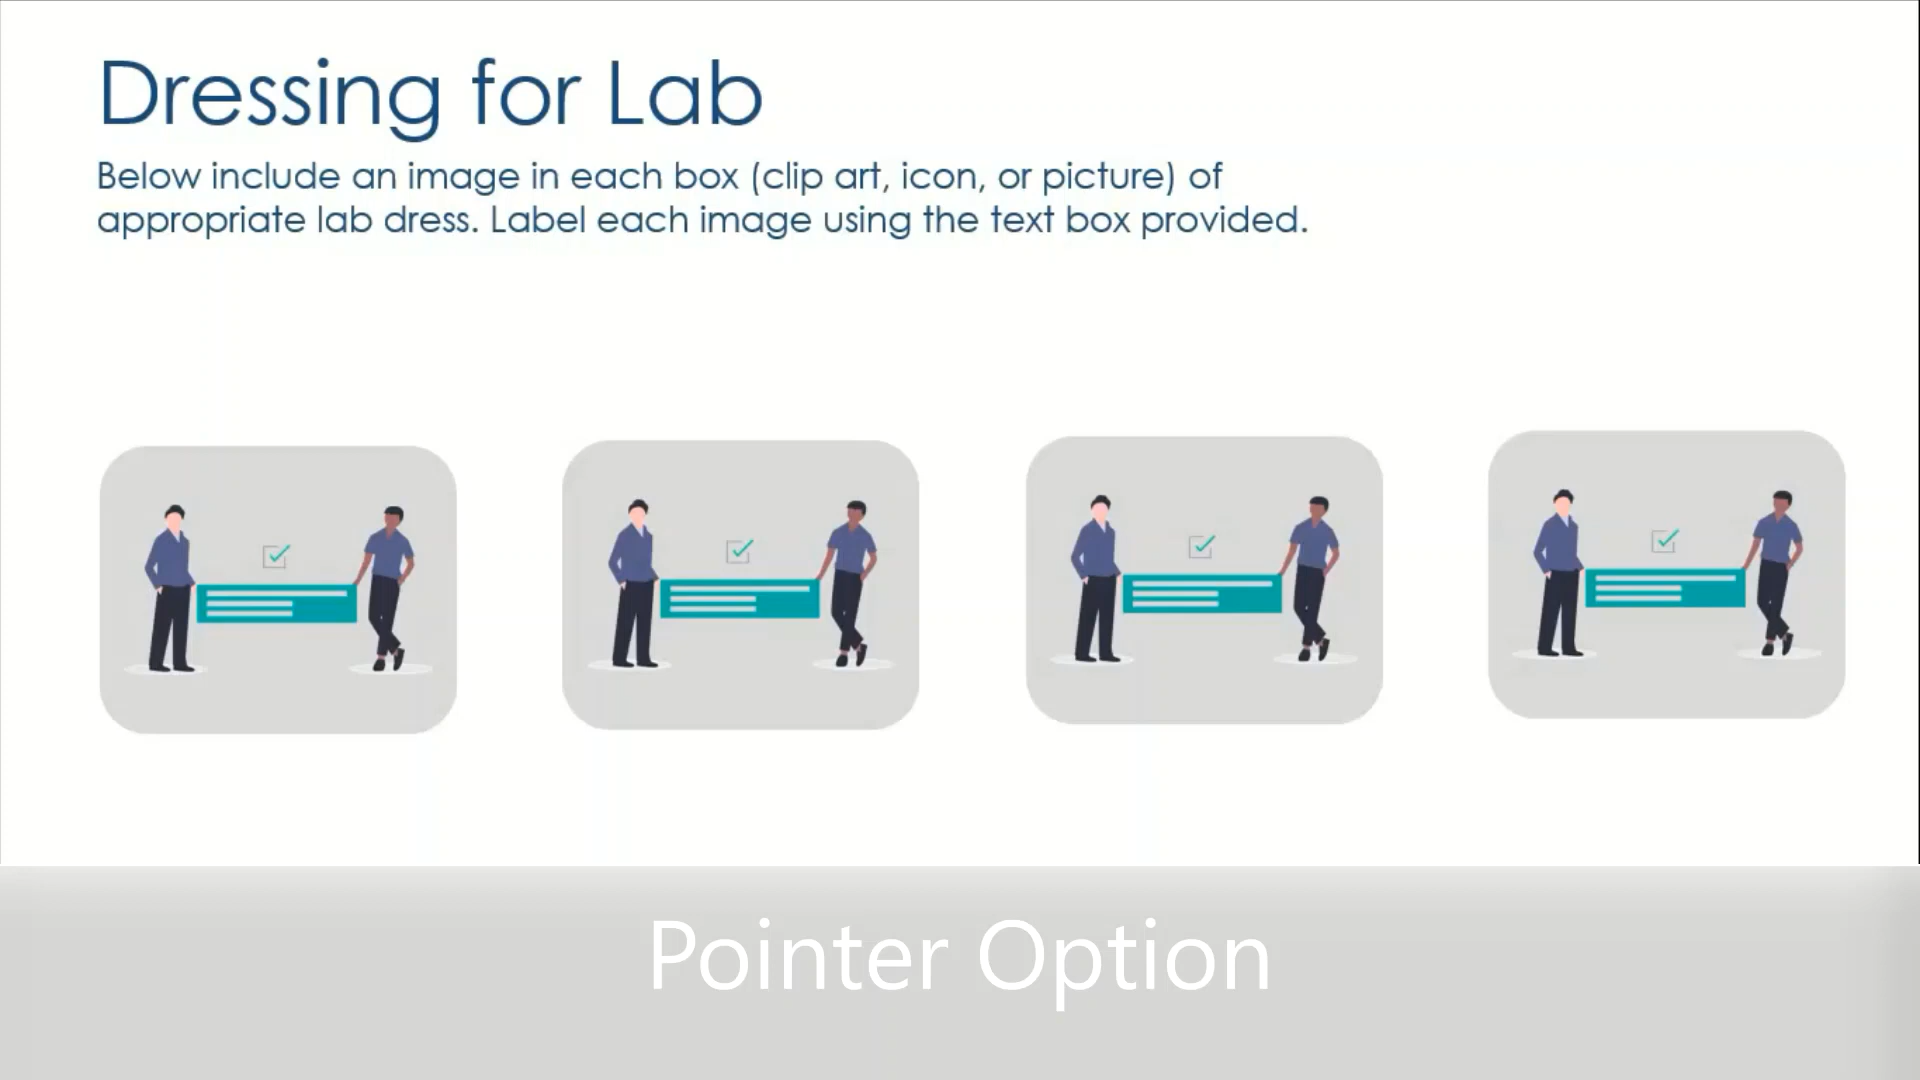 Dressing for Lab
Below include an image in each box (clip art, icon, or picture) of
appropriate lab dress. Label each image using the text box provided.
Pointer Option